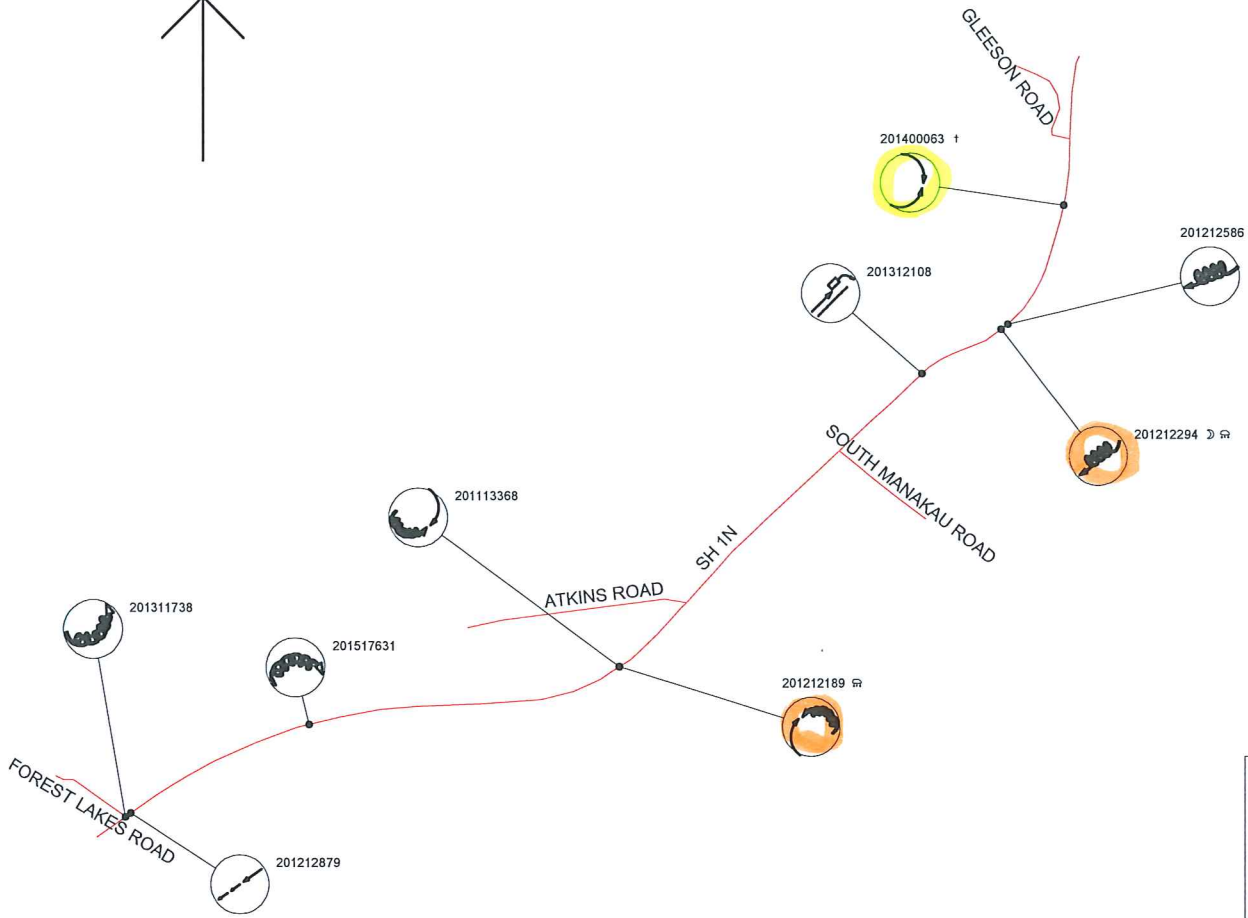 GLEESON ROAD
201400063 †
201212586
201312108
201212294
SOUTH MANAKAU ROAD
201113368
SH 1N
ATKINS ROAD
201311738
201517631
201212189
FOREST LAKES ROAD
201212879